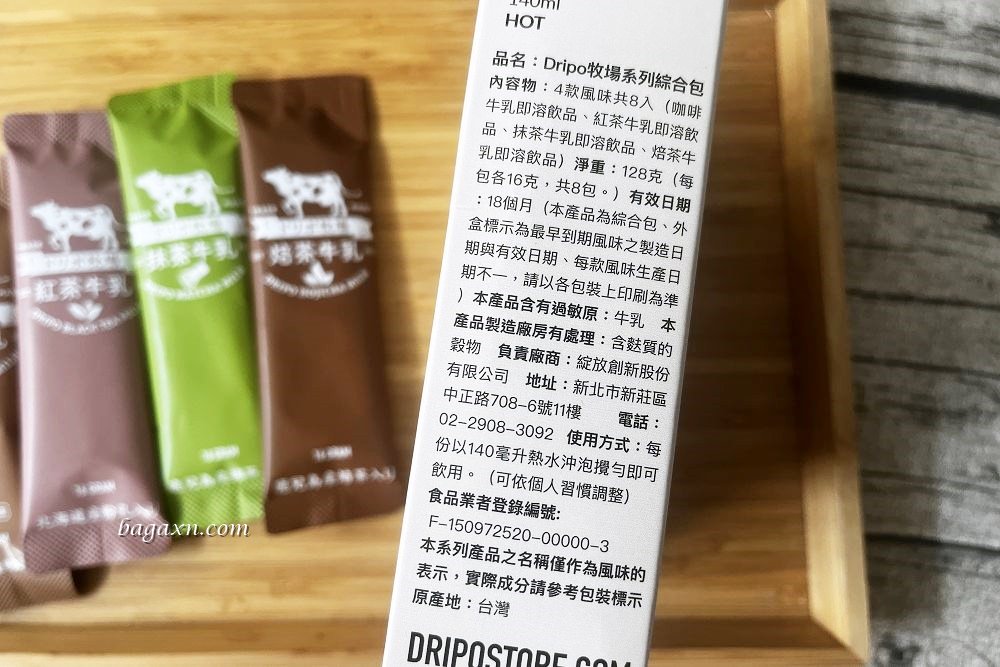 140ml
HOT
品名：Dripo牧場系列綜合包
內容物：4款風味共8入（咖啡
牛乳即溶飲品、紅茶牛乳即溶飲
品、抹茶牛乳即溶飲品、焙茶牛
乳即溶飲品）淨重：128克（每
包各16克，共8包。）有效日期
：18個月（本產品為綜合包、外
盒標示為最早到期風味之製造日
期與有效日期、每款風味生產日
期不一，請以各包裝上印刷為準
）本產品含有過敏原：牛乳 本
產品製造廠房有處理：含麩質的
穀物 負責廠商：綻放創新股份
有限公司 地址：新北市新莊區
中正路708-6號11樓 電話：
02-2908-3092 使用方式：每
份以140毫升熱水沖泡攪勻即可
飲用。（可依個人習慣調整）
食品業者登錄編號:
F-150972520-00000-3
本系列產品之名稱僅作為風味的
表示，實際成分請參考包裝標示
原產地：台灣
DRIPOSTORE.COM
紅茶牛乳
DRIPO BLACK TEA
抹茶牛乳
焙茶牛乳
bagaxn.com